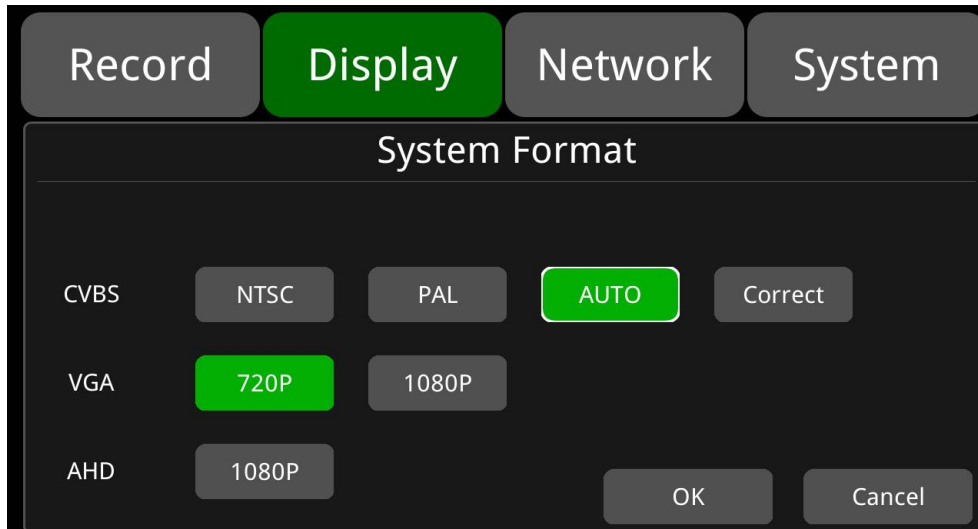 Record Display Network System
System Format
CVBS NTSC PAL AUTO Correct
VGA 720P 1080P
AHD 1080P
OK Cancel